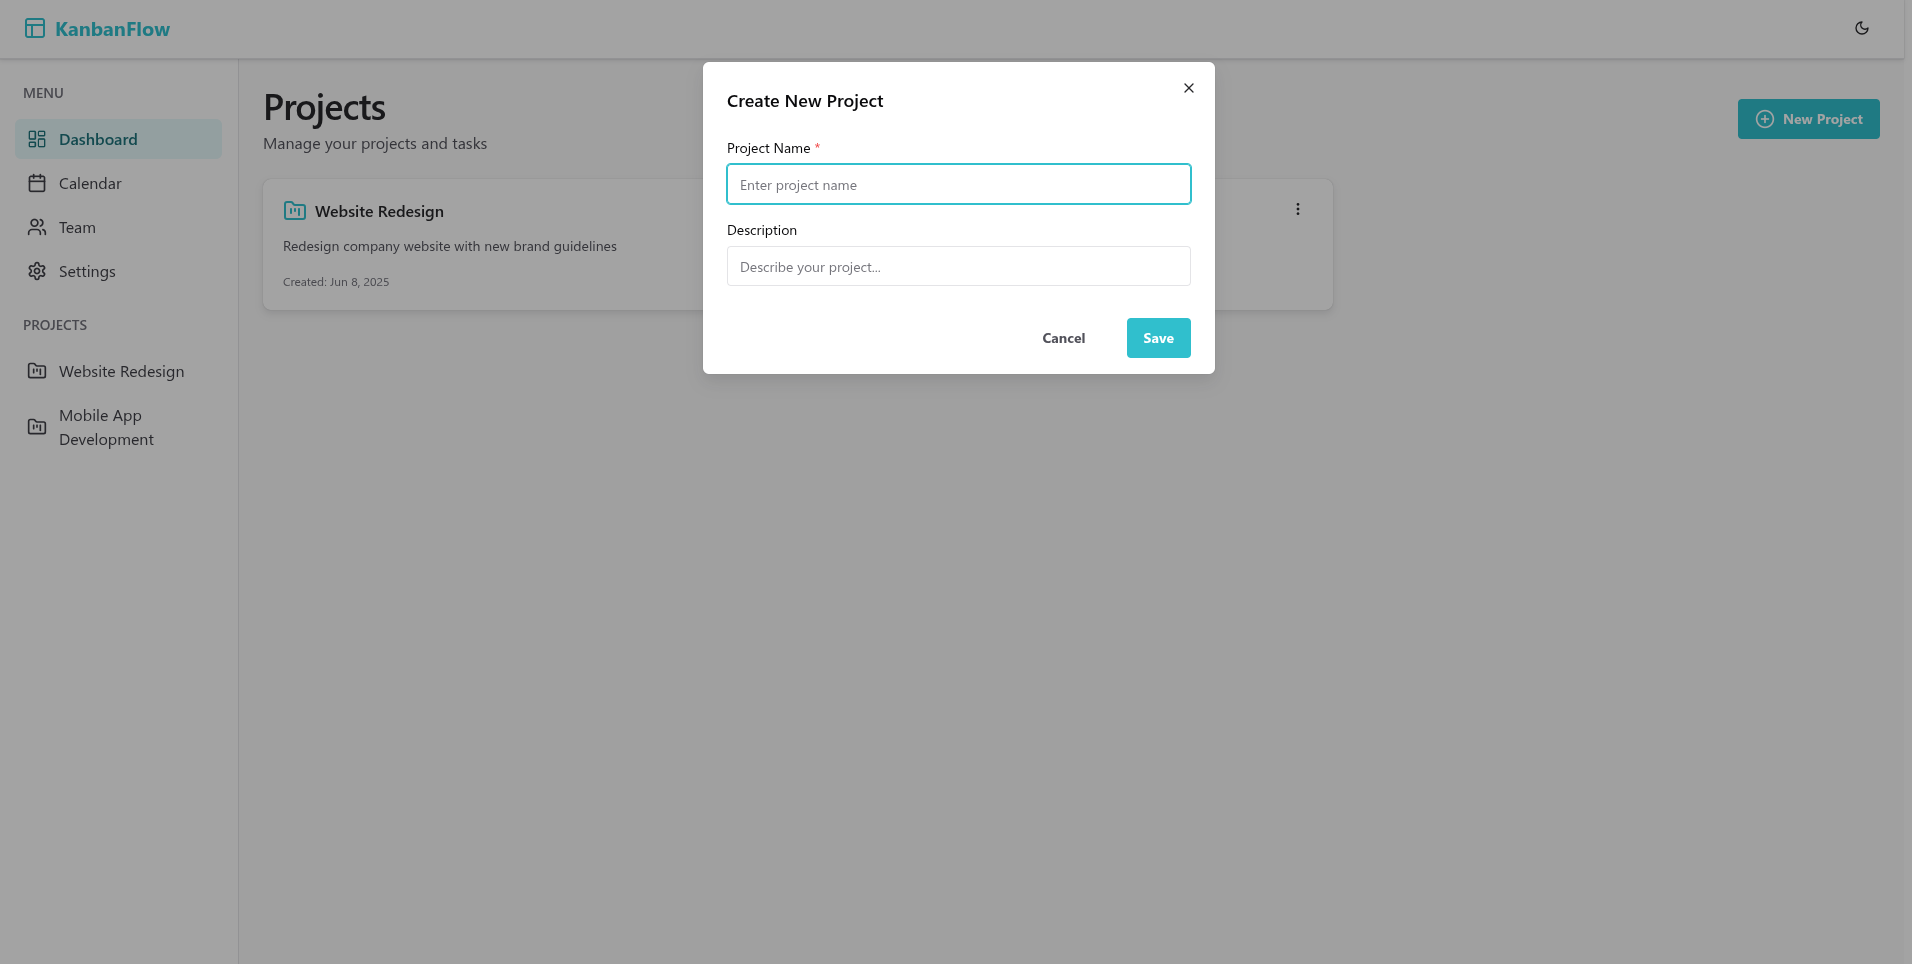 KanbanFlow
MENU
Dashboard
Calendar
Team
Settings
PROJECTS
Website Redesign
Mobile App
Development
Projects
Manage your projects and tasks
New Project
Website Redesign
Redesign company website with new brand guidelines
Created: Jun 8, 2025
Create New Project
Project Name *
Enter project name
Description
Describe your project...
Cancel
Save